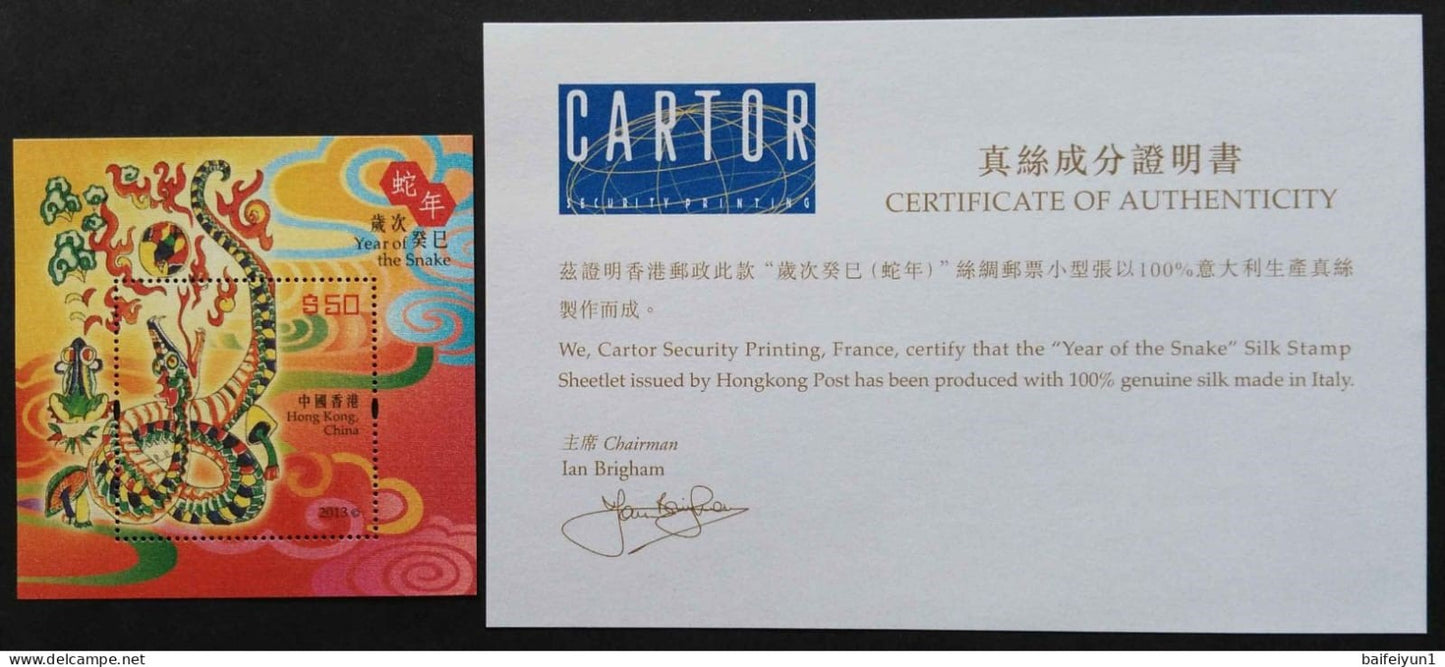 蛇年
歲次
Year of 癸巳
the Snake
$50
中國香港
Hong Kong,
China
2013 ©
CARTOR
SECURITY PRINTING
真絲成分證明書
CERTIFICATE OF AUTHENTICITY
茲證明香港郵政此款“歲次癸巳(蛇年)”絲綢郵票小型張以100%意大利生產真絲
製作而成。
We, Cartor Security Printing, France, certify that the “Year of the Snake” Silk Stamp
Sheetlet issued by Hongkong Post has been produced with 100% genuine silk made in Italy.
主席 Chairman
Ian Brigham
Ian Brigham
delcampe.net
baifeiyun1